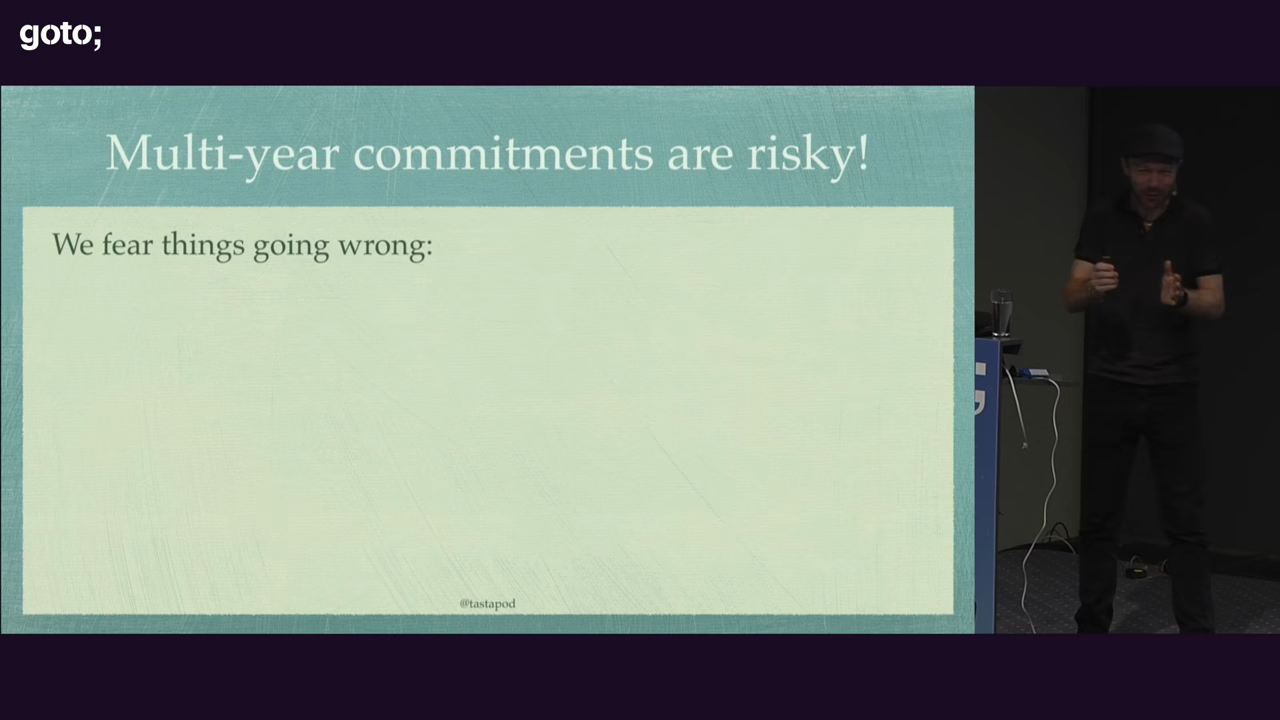 goto;
Multi-year commitments are risky!
We fear things going wrong:
@tastapod